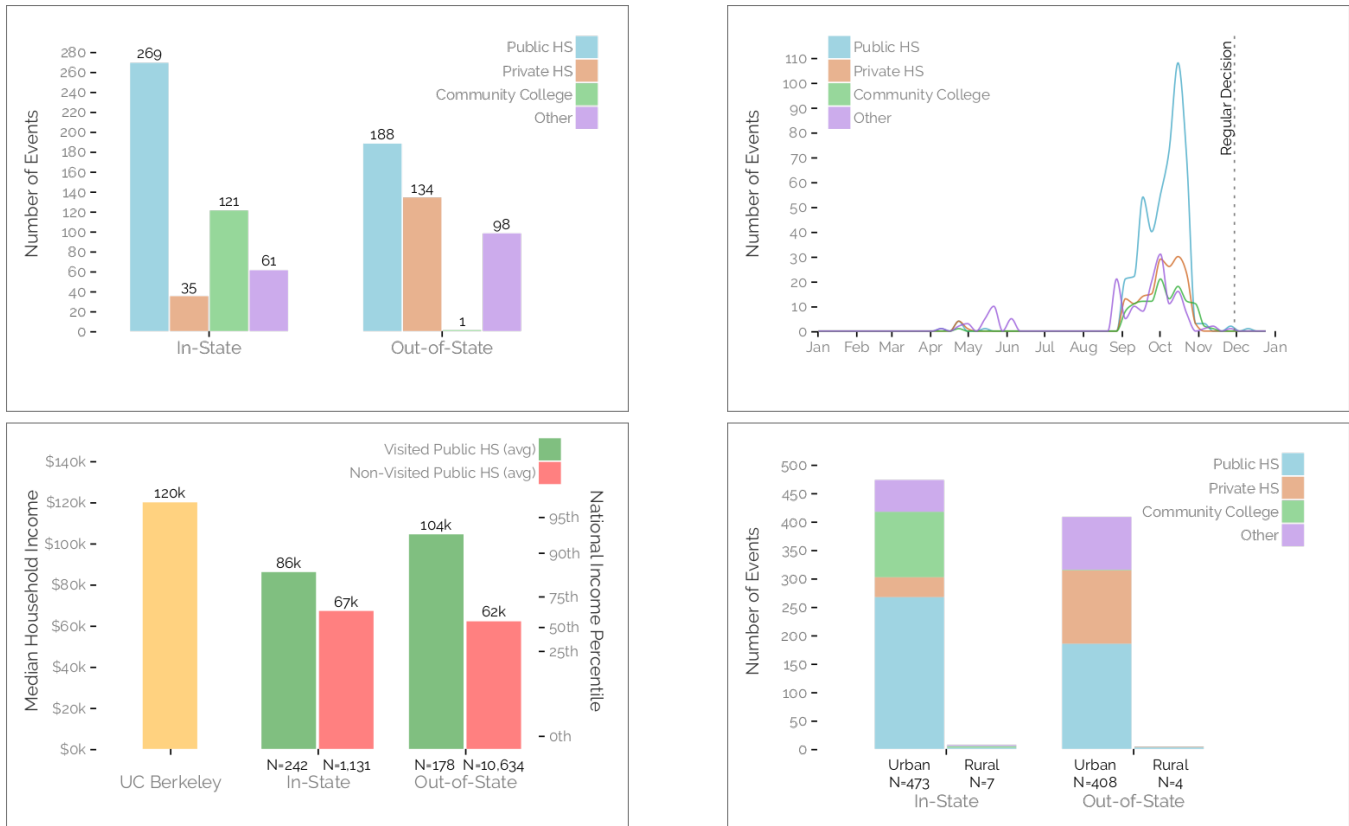 Number of Events
280
260
240
220
200
180
160
140
120
100
80
60
40
20
0
269
35
121
61
188
134
1
98
In-State
Out-of-State
Public HS
Private HS
Community College
Other
Number of Events
110
100
90
80
70
60
50
40
30
20
10
0
Public HS
Private HS
Community College
Other
Regular Decision
Jan Feb Mar Apr May Jun Jul Aug Sep Oct Nov Dec Jan
Median Household Income
$140k
$120k
$100k
$80k
$60k
$40k
$20k
$0k
Visited Public HS (avg)
Non-Visited Public HS (avg)
120k
86k
67k
104k
62k
National Income Percentile
95th
90th
75th
50th
25th
0th
N=242 N=1,131 N=178 N=10,634
UC Berkeley In-State Out-of-State
Number of Events
500
450
400
350
300
250
200
150
100
50
0
Public HS
Private HS
Community College
Other
Urban Rural Urban Rural
N=473 N=7 N=408 N=4
In-State Out-of-State